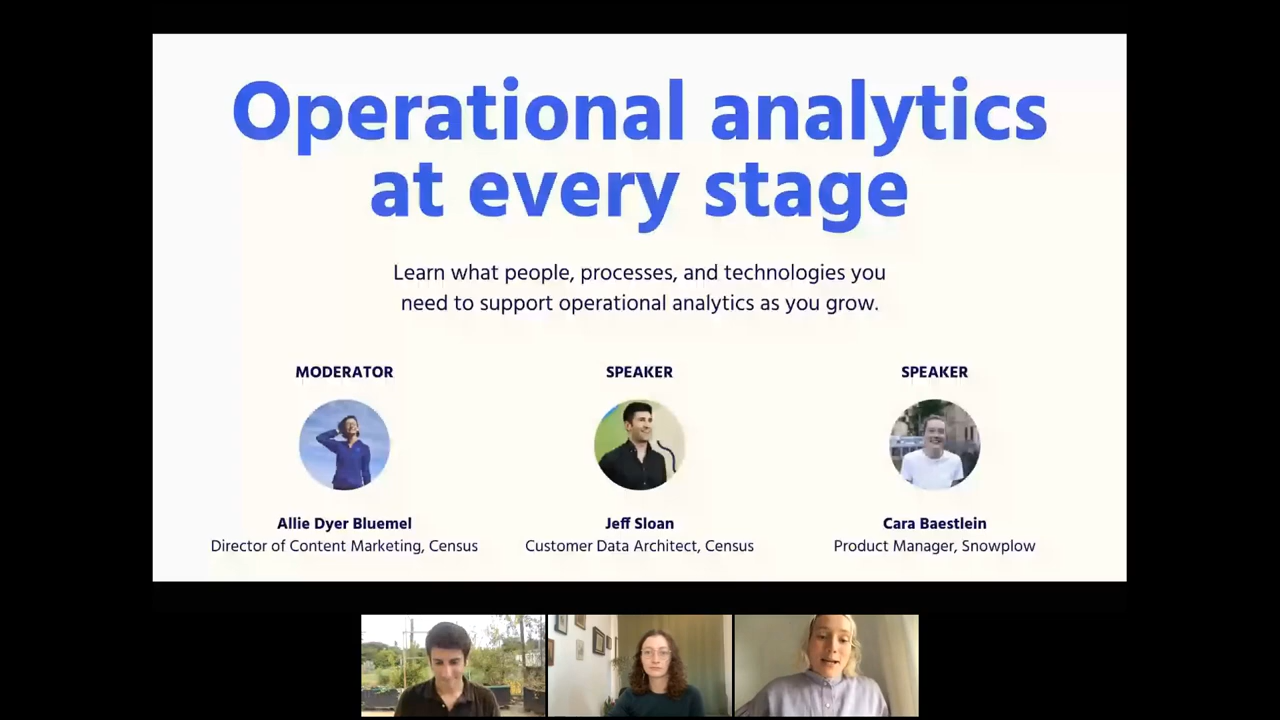 Operational analytics
at every stage
Learn what people, processes, and technologies you
need to support operational analytics as you grow.
MODERATOR
SPEAKER
SPEAKER
Allie Dyer Bluemel
Jeff Sloan
Cara Baestlein
Director of Content Marketing, Census
Customer Data Architect, Census
Product Manager, Snowplow